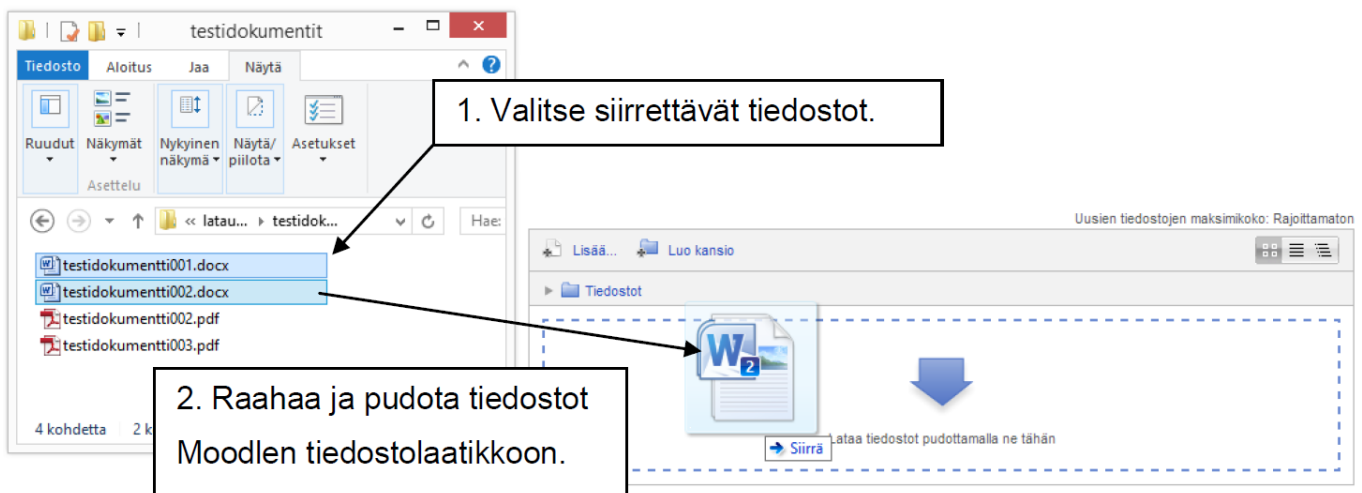 testidokumentit
Tiedosto Aloitus Jaa Näytä
Ruudut Näkymät Nykyinen näkymä Näytä/ piilota Asetukset
Asettelu
« latau... testidok... Hae:
testidokumentti001.docx
testidokumentti002.docx
testidokumentti002.pdf
testidokumentti003.pdf
4 kohdetta 2 k
1. Valitse siirrettävät tiedostot.
2. Raahaa ja pudota tiedostot
Moodlen tiedostolaatikkoon.
Uusien tiedostojen maksimikoko: Rajoittamaton
Lisää... Luo kansio
Tiedostot
W
2
Siirrä
Lataa tiedostot pudottamalla ne tähän